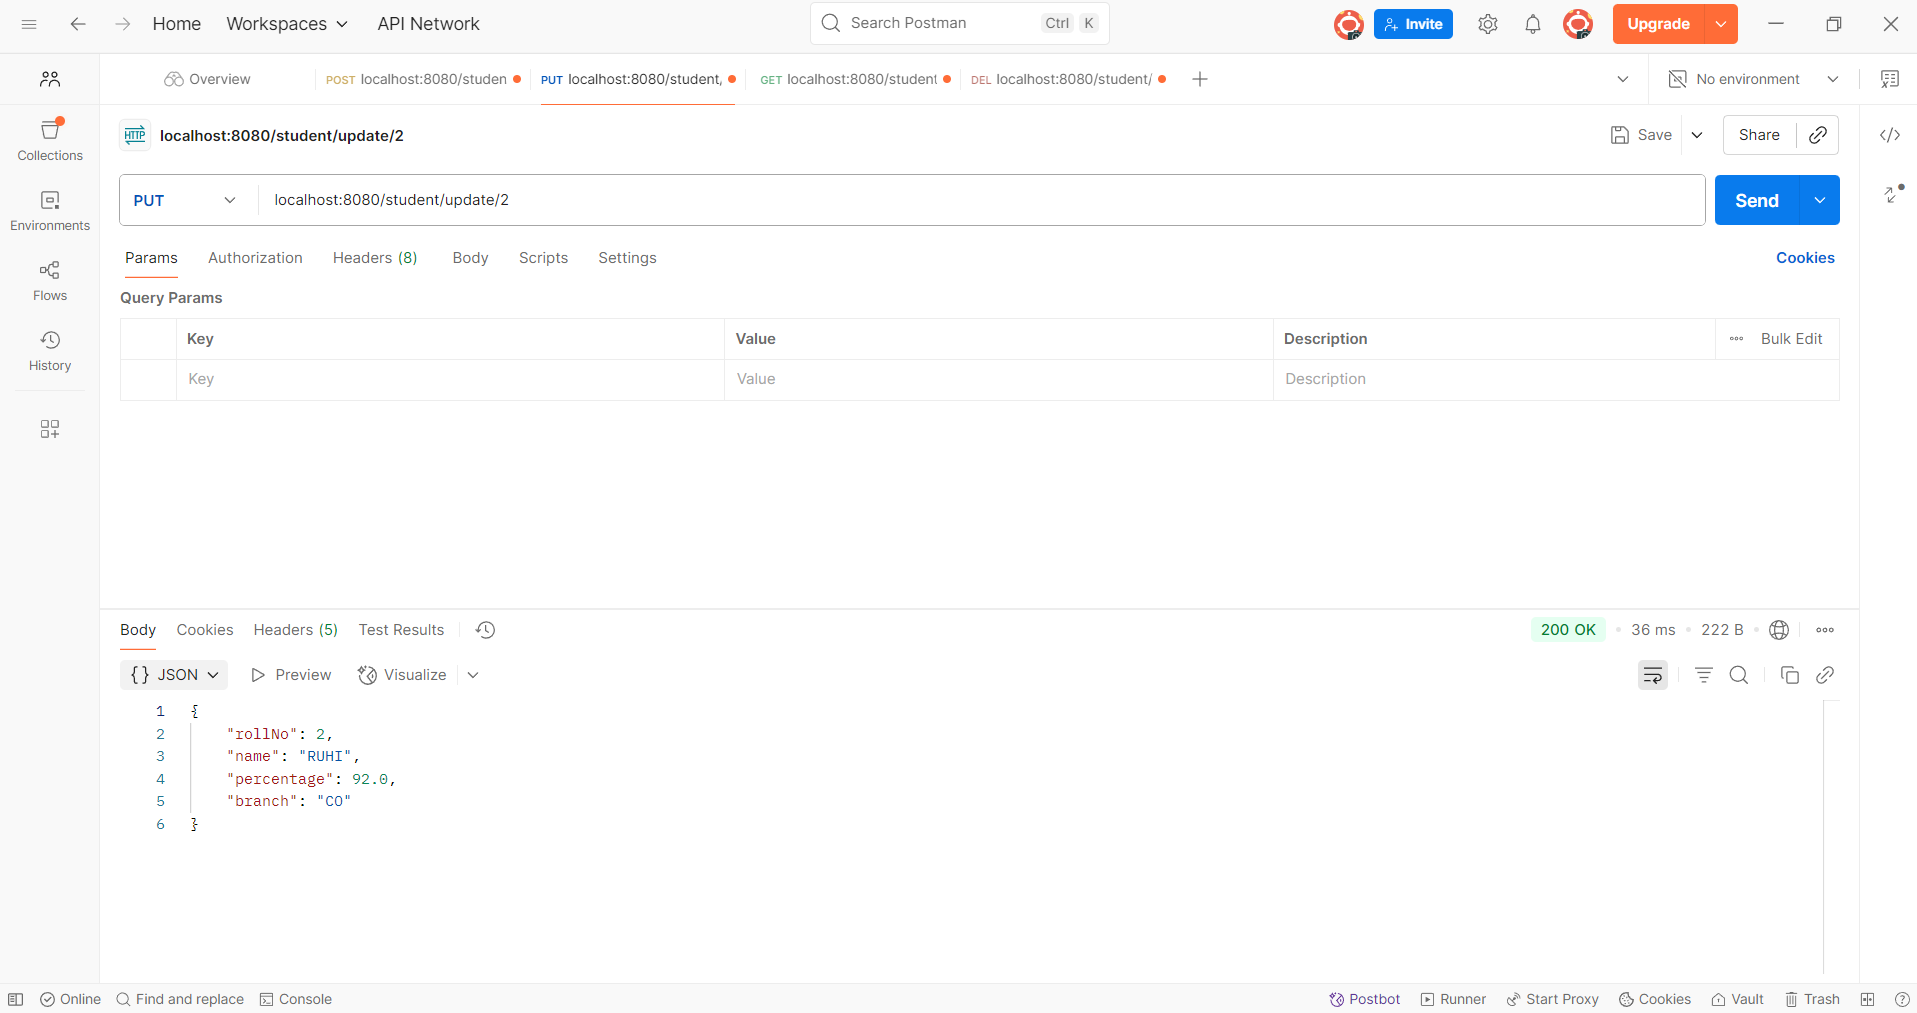 Home Workspaces API Network Search Postman Ctrl K Invite Upgrade
Overview POST localhost:8080/studen PUT localhost:8080/student, GET localhost:8080/student DEL localhost:8080/student/ No environment
HTTP localhost:8080/student/update/2 Save Share
Collections
PUT localhost:8080/student/update/2 Send
Environments
Params Authorization Headers (8) Body Scripts Settings Cookies
Flows
Query Params
Key Value Description Bulk Edit
History
Key Value Description
Body Cookies Headers (5) Test Results 200 OK 36 ms 222 B
{} JSON Preview Visualize
1 {
2 "rollNo": 2,
3 "name": "RUHI",
4 "percentage": 92.0,
5 "branch": "CO"
6 }
Online Find and replace Console Postbot Runner Start Proxy Cookies Vault Trash